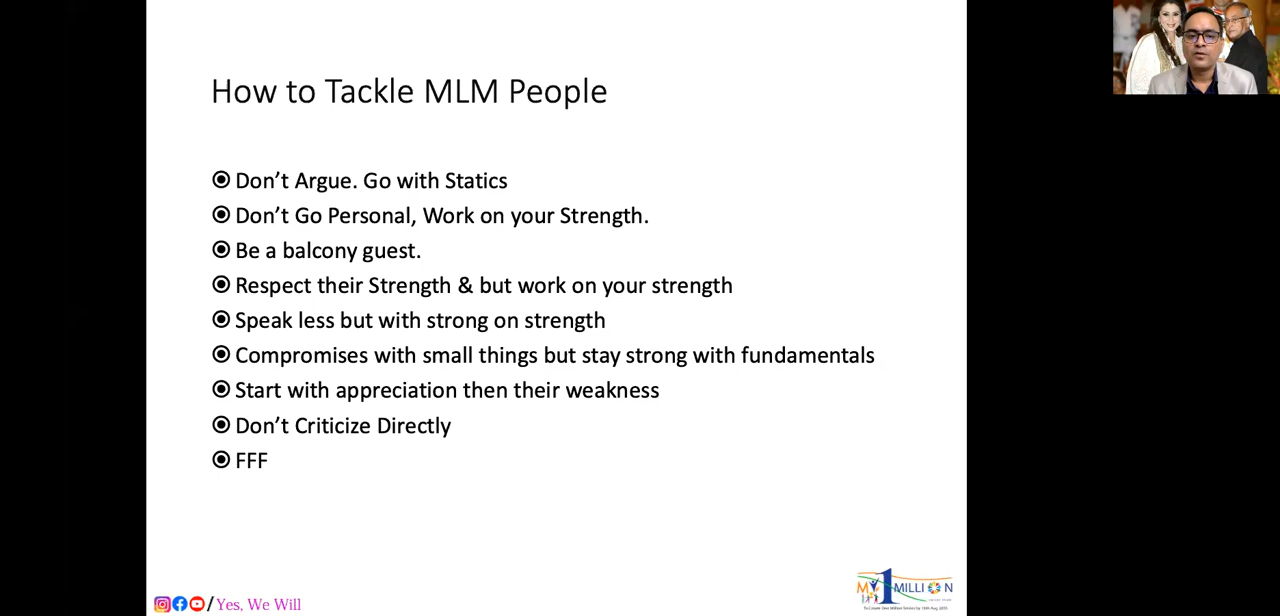 How to Tackle MLM People
Don't Argue. Go with Statics
Don't Go Personal, Work on your Strength.
Be a balcony guest.
Respect their Strength & but work on your strength
Speak less but with strong on strength
Compromises with small things but stay strong with fundamentals
Start with appreciation then their weakness
Don't Criticize Directly
FFF
/ Yes, We Will
MY 1 MILLION